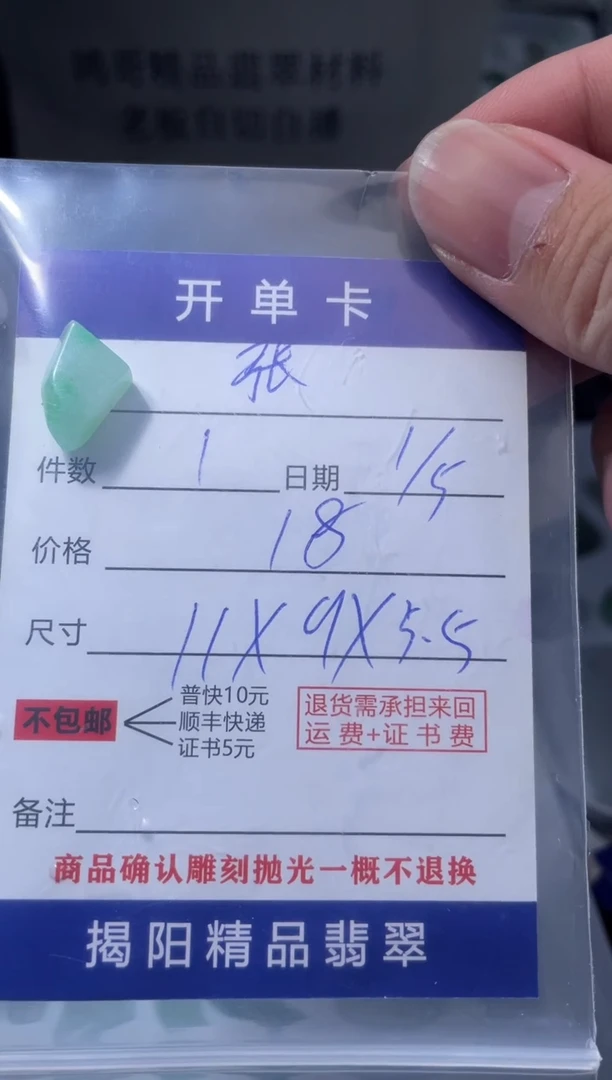 开单卡
张
件数 1 日期 1/5
价格 18
尺寸 11X9X5.5
不包邮
普快10元
顺丰快递
证书5元
退货需承担来回
运费+证书费
备注
商品确认雕刻抛光一概不退换
揭阳精品翡翠